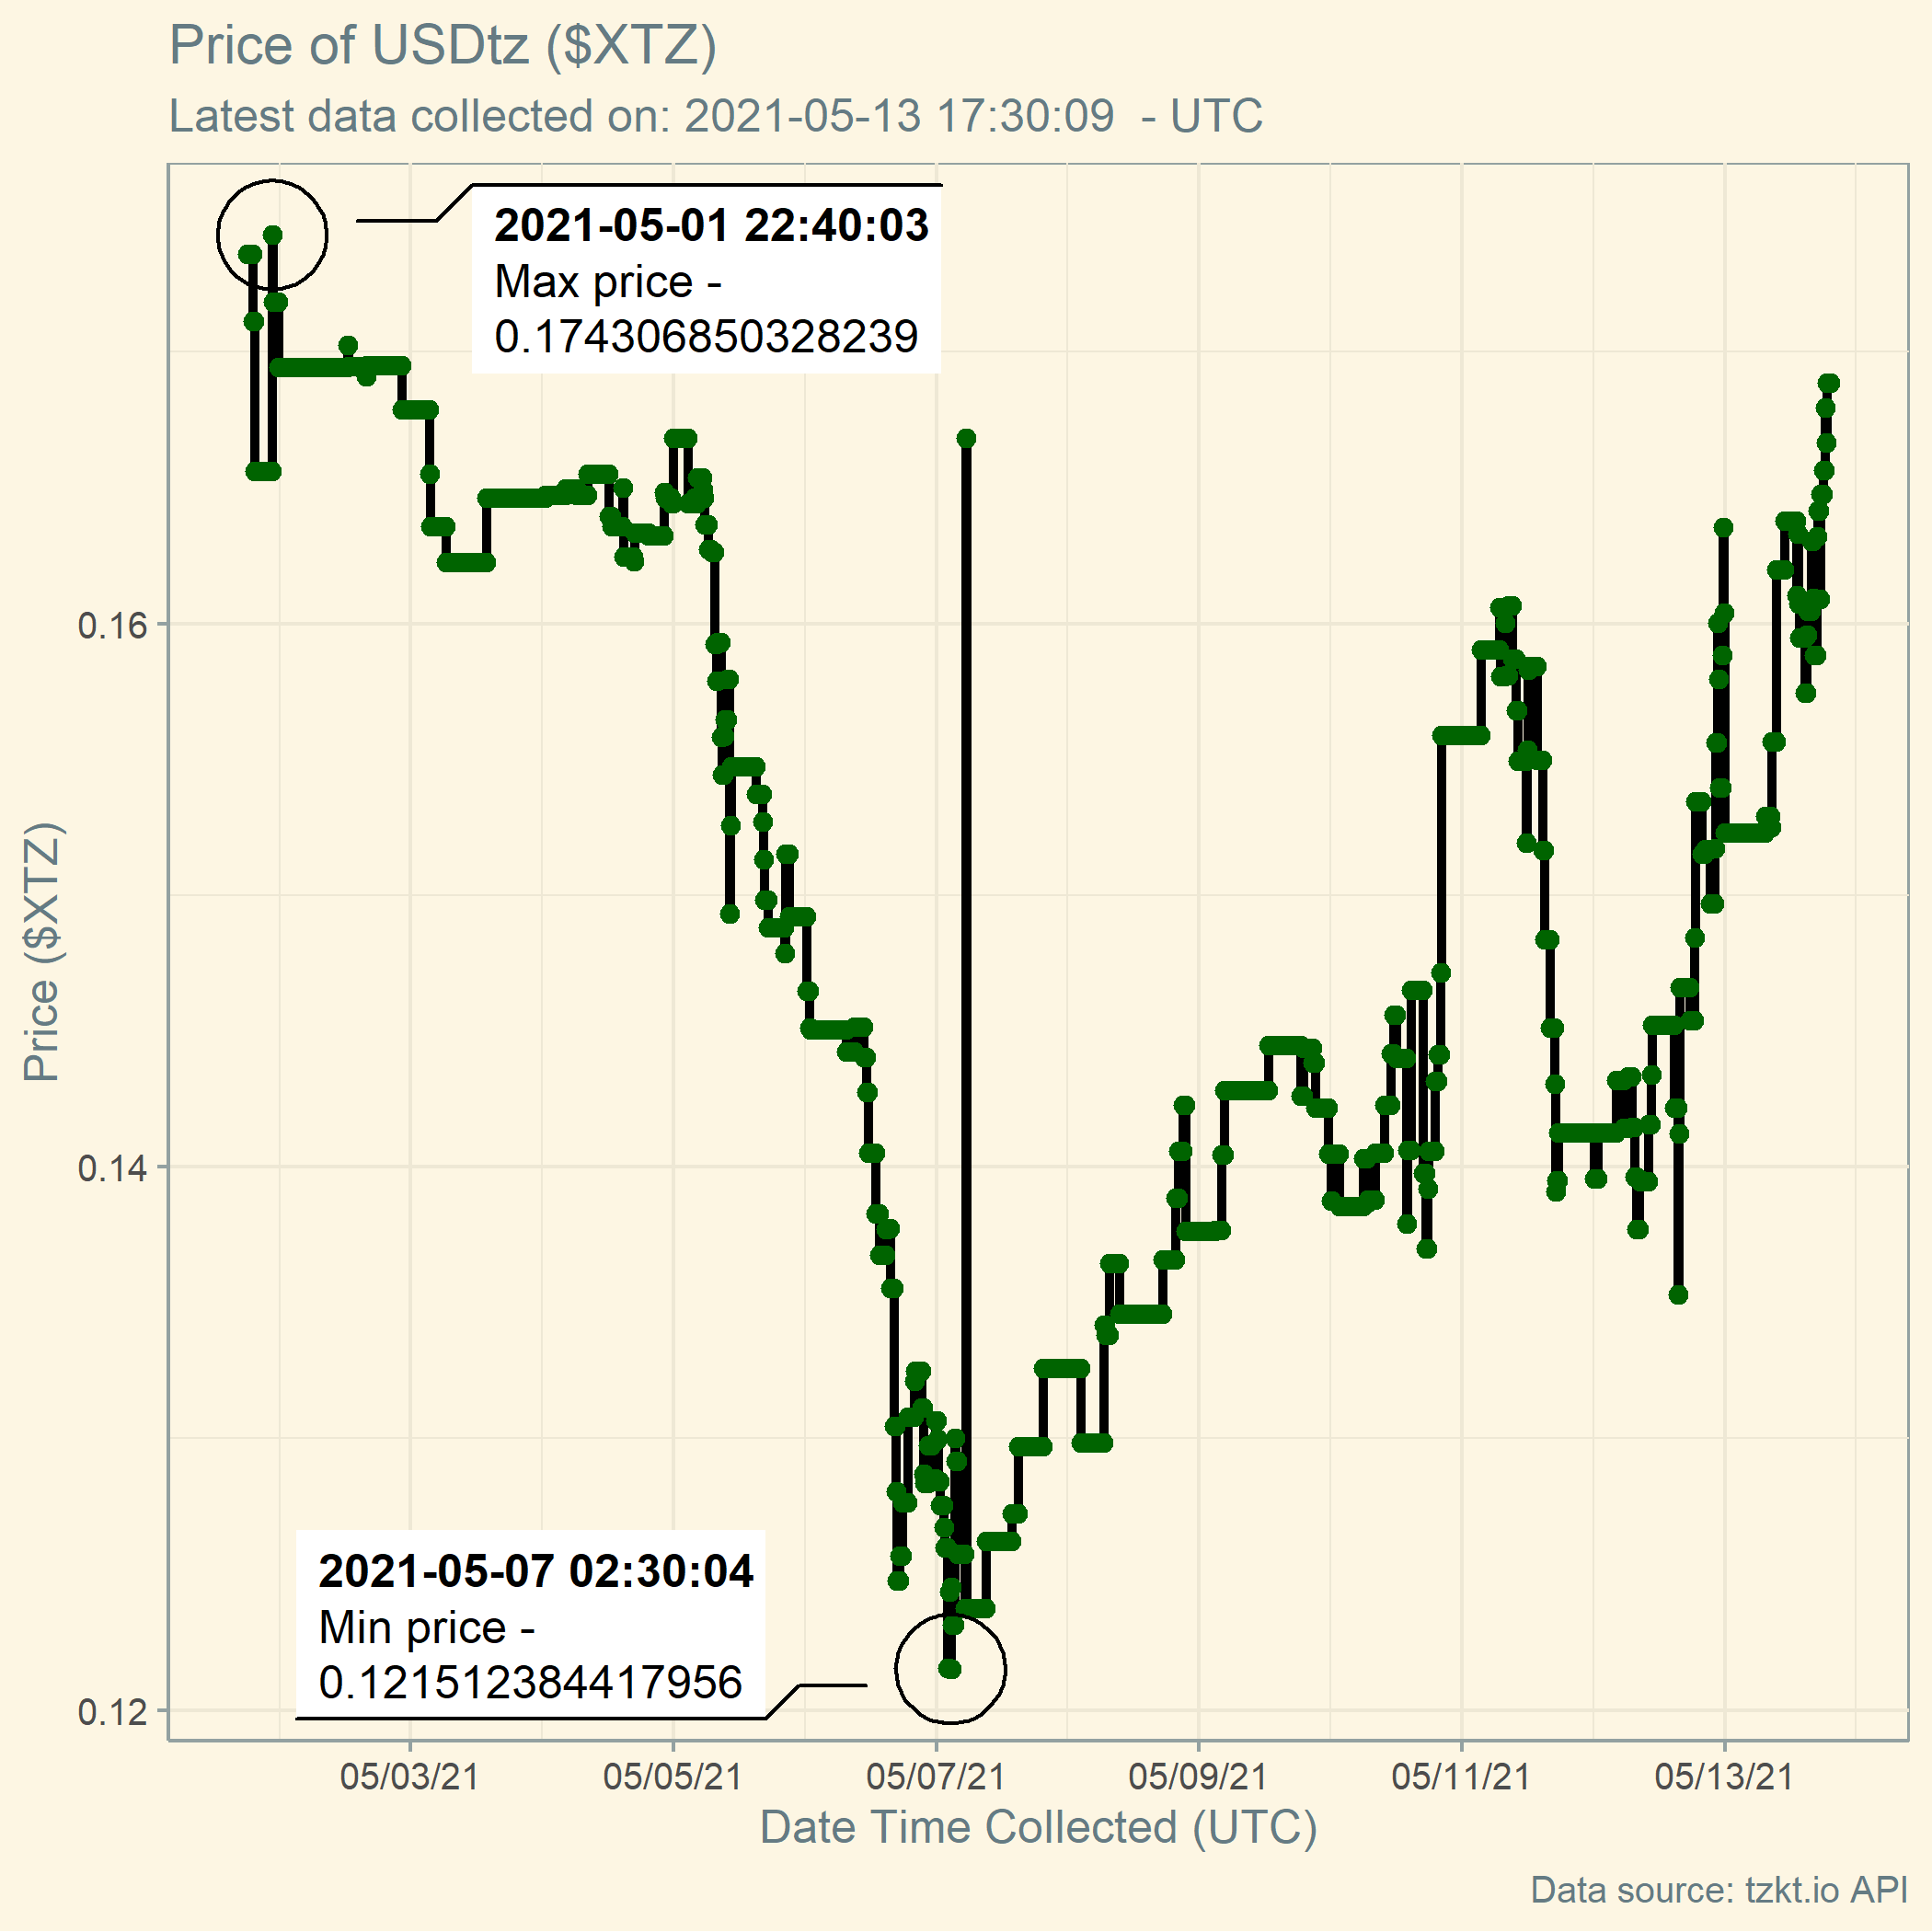 Price of USDtz ($XTZ)
Latest data collected on: 2021-05-13 17:30:09  - UTC
2021-05-01 22:40:03
Max price -
0.174306850328239
0.16
0.14
0.12
Price ($XTZ)
2021-05-07 02:30:04
Min price -
0.121512384417956
05/03/21
05/05/21
05/07/21
05/09/21
05/11/21
05/13/21
Date Time Collected (UTC)
Data source: tzkt.io API